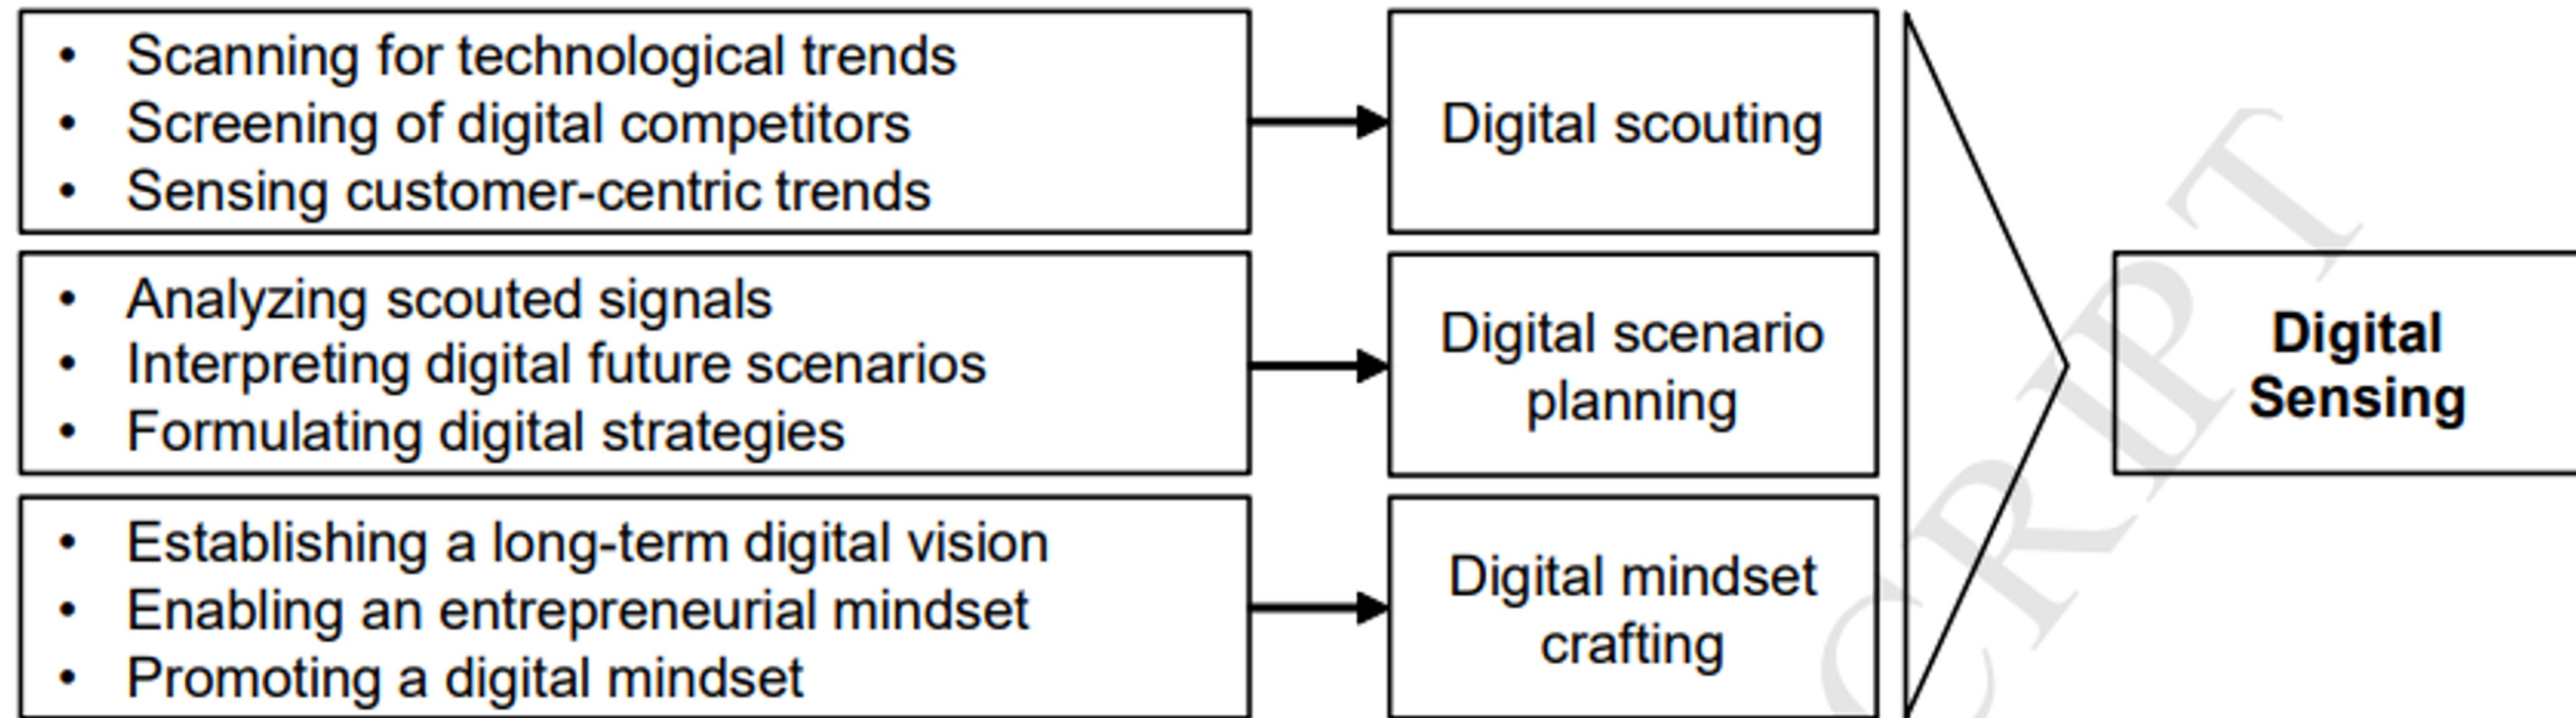 • Scanning for technological trends
• Screening of digital competitors
• Sensing customer-centric trends
Digital scouting
• Analyzing scouted signals
• Interpreting digital future scenarios
• Formulating digital strategies
Digital scenario
planning
Digital
Sensing
• Establishing a long-term digital vision
• Enabling an entrepreneurial mindset
• Promoting a digital mindset
Digital mindset
crafting
CRIPT